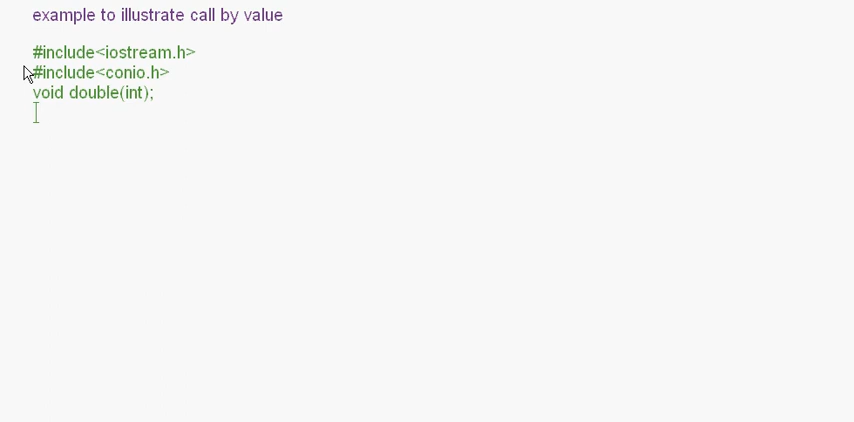 example to illustrate call by value
#include<iostream.h>
#include<conio.h>
void double(int);